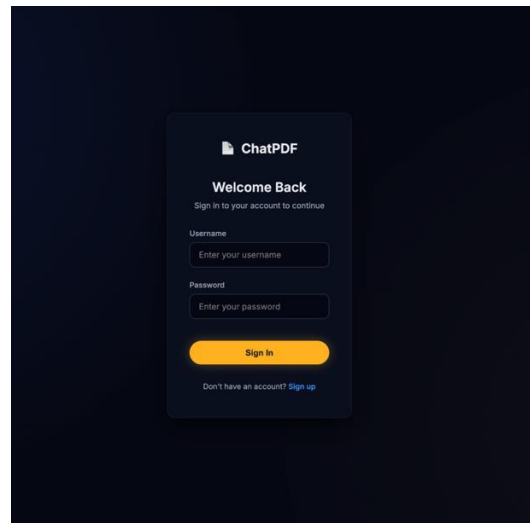 ChatPDF
Welcome Back
Sign in to your account to continue
Username
Enter your username
Password
Enter your password
Sign In
Don't have an account? Sign up